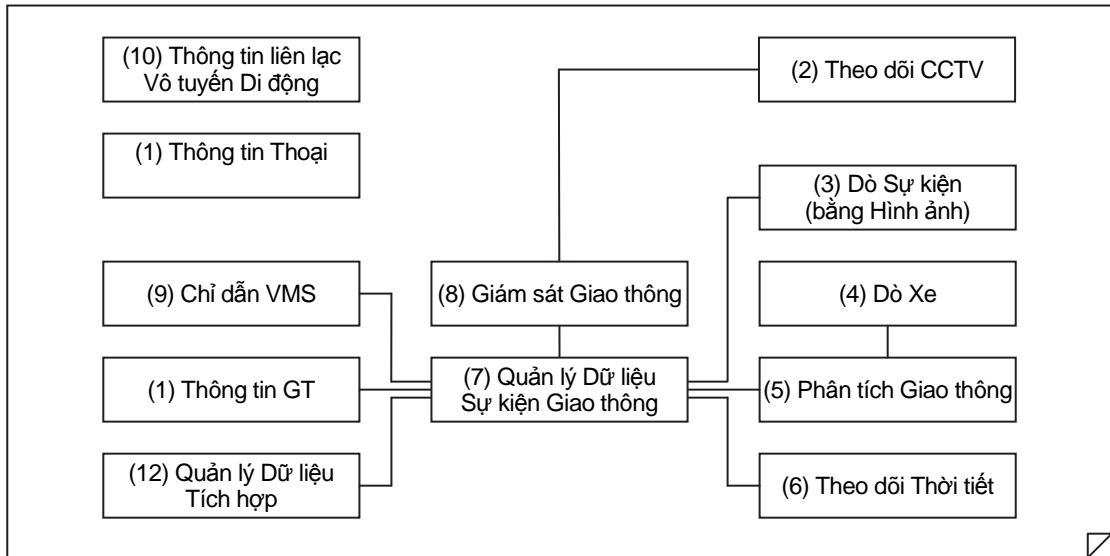 (10) Thông tin liên lạc
Vô tuyến Di động
(2) Theo dõi CCTV
(1) Thông tin Thoại
(3) Dò Sự kiện
(bằng Hình ảnh)
(9) Chỉ dẫn VMS
(8) Giám sát Giao thông
(4) Dò Xe
(1) Thông tin GT
(7) Quản lý Dữ liệu
Sự kiện Giao thông
(5) Phân tích Giao thông
(12) Quản lý Dữ liệu
Tích hợp
(6) Theo dõi Thời tiết